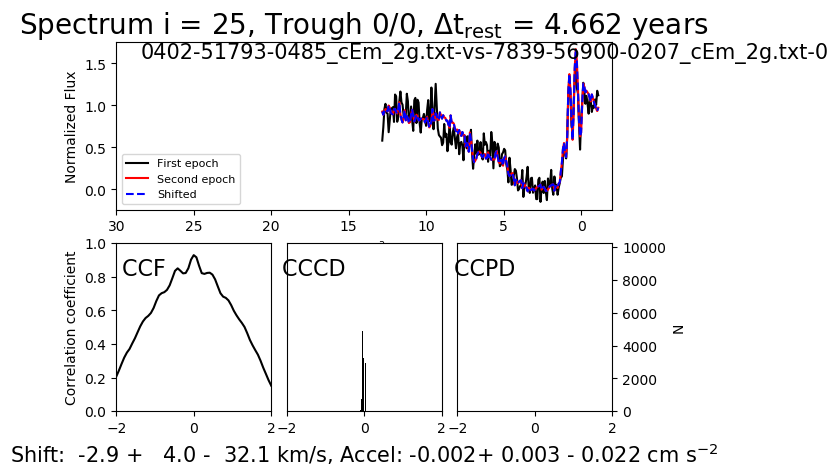 Spectrum i = 25, Trough 0/0, Δt_rest = 4.662 years
0402-51793-0485_cEm_2g.txt-vs-7839-56900-0207_cEm_2g.txt-0
Normalized Flux
1.5
1.0
0.5
0.0
First epoch
Second epoch
Shifted
30 25 20 15 10 5 0
Correlation coefficient
1.0
0.8
0.6
0.4
0.2
0.0
CCF
CCCD
CCPD
10000
8000
6000
4000
2000
0
N
−2 0 2
−2 0 2
−2 0 2
Shift: -2.9 + 4.0 - 32.1 km/s, Accel: -0.002+ 0.003 - 0.022 cm s⁻²